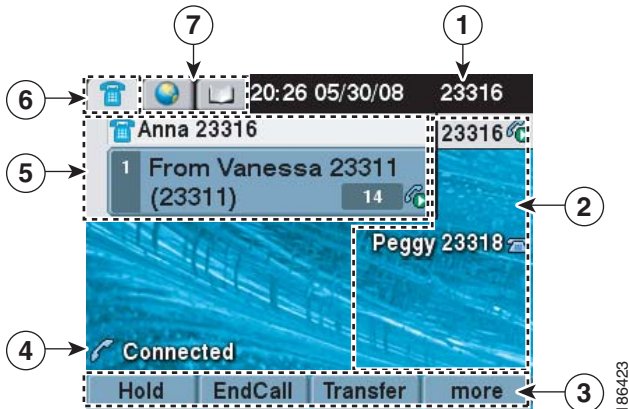 7 1
6 20:26 05/30/08 23316
Anna 23316 23316
5 1 From Vanessa 23311
(23311) 14
2
Peggy 23318
4 Connected
Hold EndCall Transfer more 3
86423